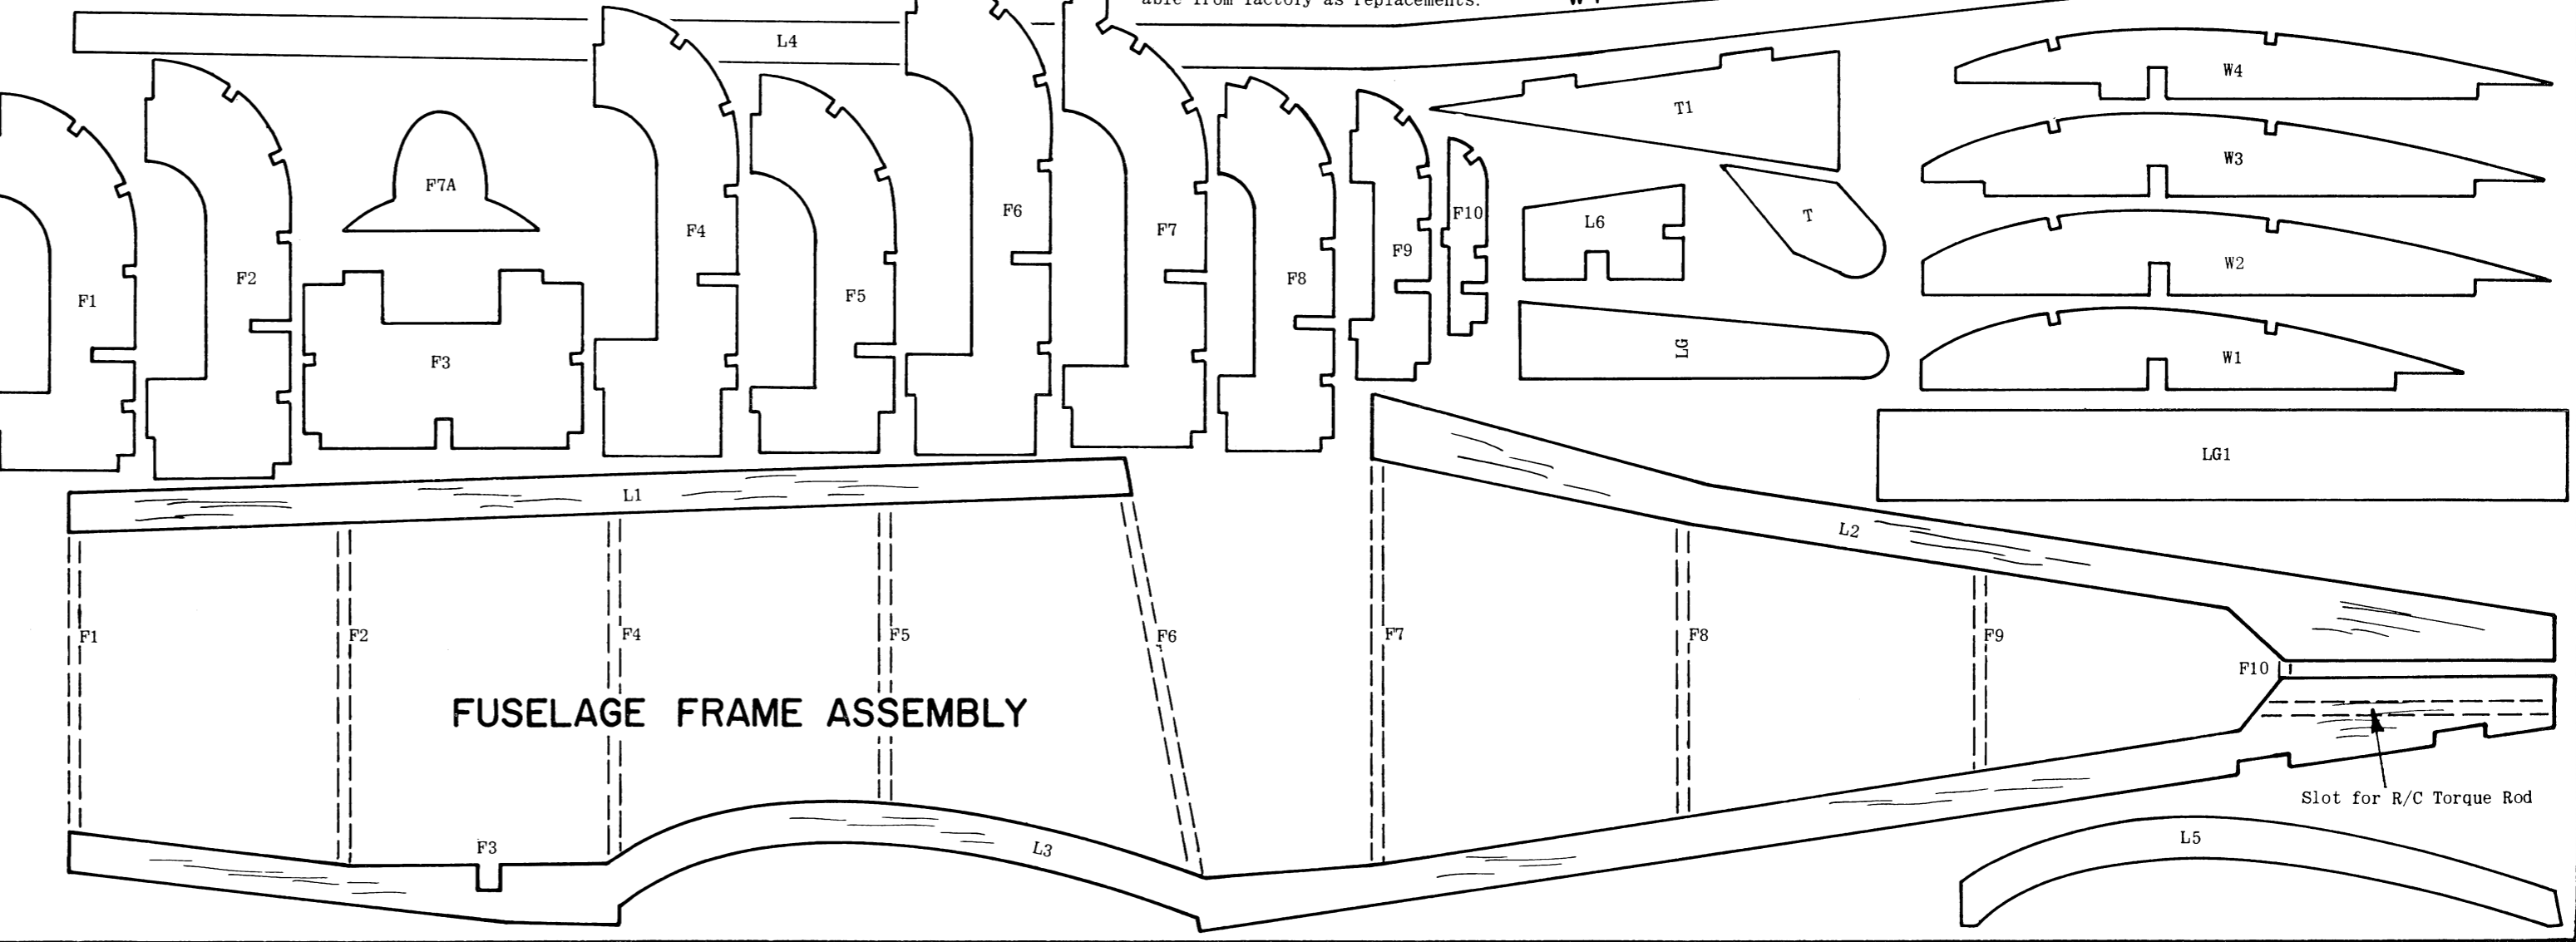 able from factory as replacements.
L4
W4
T1
W3
F7A
F6
F10
L6
T
F4
F7
F9
F2
F8
W2
F1
F5
F3
LG
W1
LG1
L1
L2
F1
F2
F4
F5
F6
F7
F8
F9
F10
FUSELAGE FRAME ASSEMBLY
Slot for R/C Torque Rod
F3
L3
L5